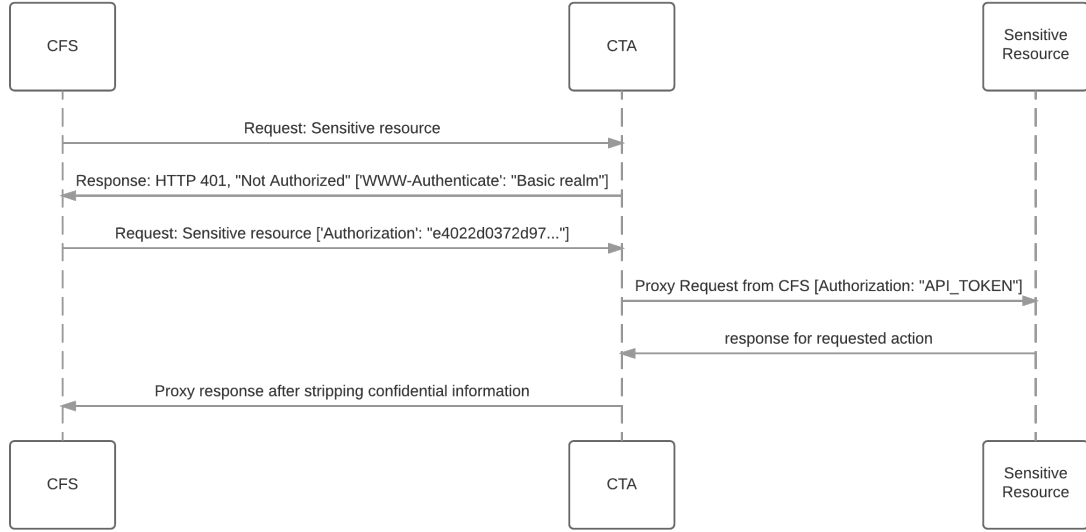 CFS
CTA
Sensitive
Resource
Request: Sensitive resource
Response: HTTP 401, "Not Authorized" ['WWW-Authenticate': "Basic realm"]
Request: Sensitive resource ['Authorization': "e4022d0372d97..."]
Proxy Request from CFS [Authorization: "API_TOKEN"]
response for requested action
Proxy response after stripping confidential information
CFS
CTA
Sensitive
Resource